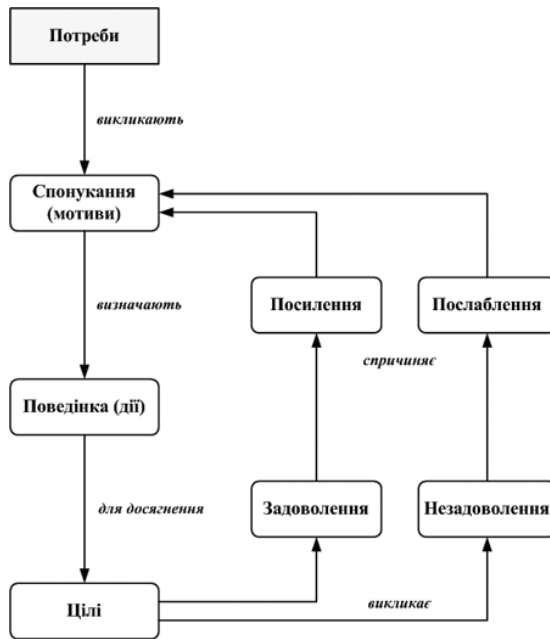 Потреби
викликають
Спонукання
(мотиви)
визначають
Посилення
Послаблення
спричиняє
Поведінка (дії)
для досягнення
Задоволення
Незадоволення
викликає
Цілі